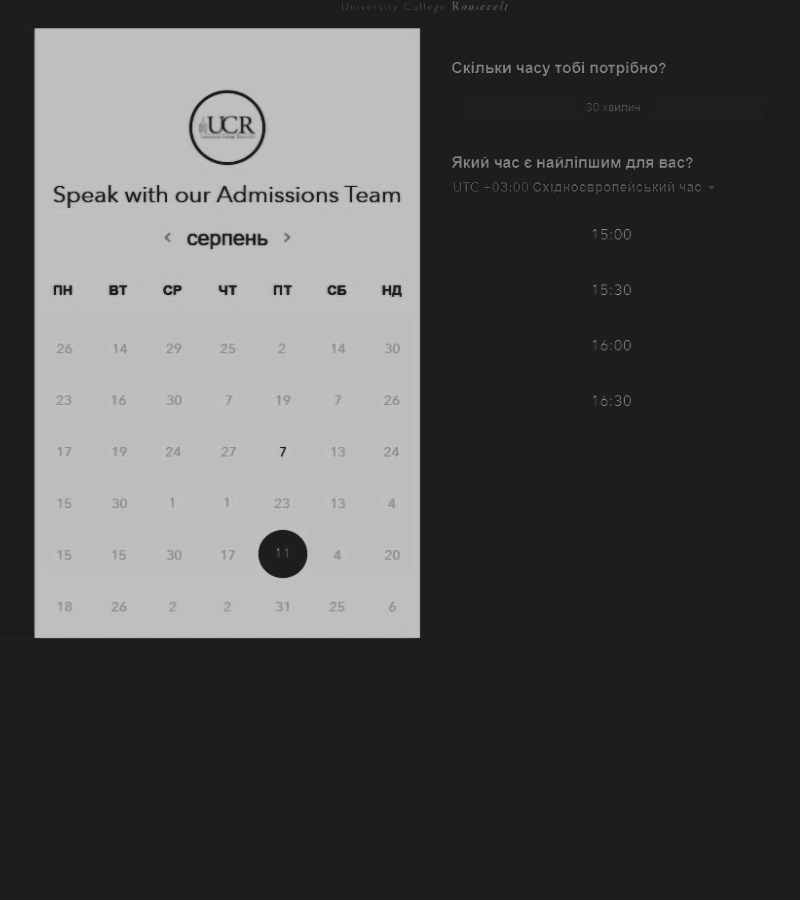 University College Roosevelt
UCR
Speak with our Admissions Team
‹ серпень ›
ПН ВТ СР ЧТ ПТ СБ НД
26 14 29 25 2 14 30
23 16 30 7 19 7 26
17 19 24 27 7 13 24
15 30 1 1 23 13 4
15 15 30 17 11 4 20
18 26 2 2 31 25 6
Скільки часу тобі потрібно?
30 хвилин
Який час є найліпшим для вас?
UTC +03:00 Східноєвропейський час
15:00
15:30
16:00
16:30